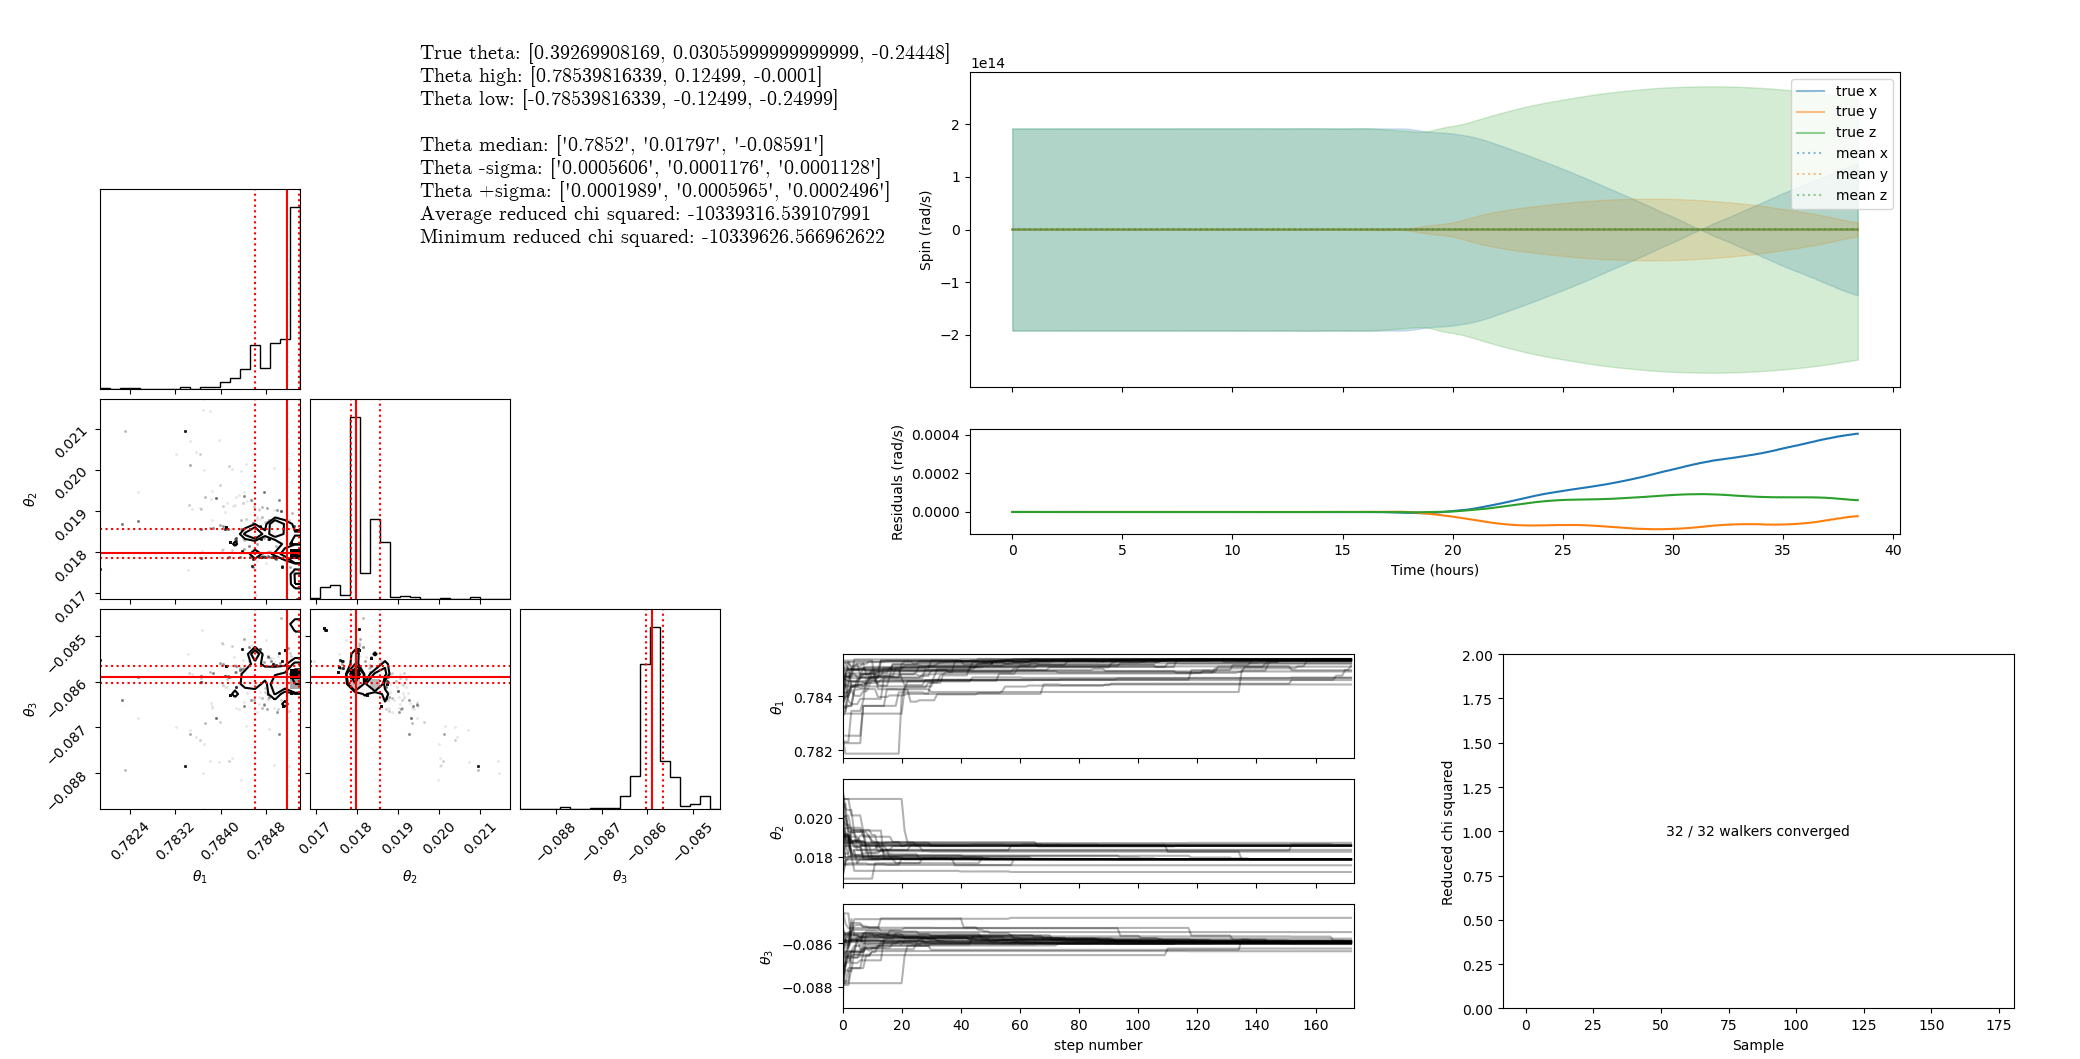 True theta: [0.39269908169, 0.03055999999999999, -0.24448]
Theta high: [0.78539816339, 0.12499, -0.0001]
Theta low: [-0.78539816339, -0.12499, -0.24999]
Theta median: ['0.7852', '0.01797', '-0.08591']
Theta -sigma: ['0.0005606', '0.0001176', '0.0001128']
Theta +sigma: ['0.0001989', '0.0005965', '0.0002496']
Average reduced chi squared: -10339316.539107991
Minimum reduced chi squared: -10339626.566962622
1e14
Spin (rad/s)
2
1
0
−1
−2
true x
true y
true z
mean x
mean y
mean z
Residuals (rad/s)
0.0004
0.0002
0.0000
0 5 10 15 20 25 30 35 40
Time (hours)
θ2
0.021
0.020
0.019
0.018
0.017
θ3
−0.085
−0.086
−0.087
−0.088
0.7824 0.7832 0.7840 0.7848
θ1
0.017 0.018 0.019 0.020 0.021
θ2
−0.088 −0.087 −0.086 −0.085
θ3
θ1
0.784
0.782
θ2
0.020
0.018
θ3
−0.086
−0.088
0 20 40 60 80 100 120 140 160
step number
Reduced chi squared
2.00
1.75
1.50
1.25
1.00
0.75
0.50
0.25
0.00
32 / 32 walkers converged
0 25 50 75 100 125 150 175
Sample